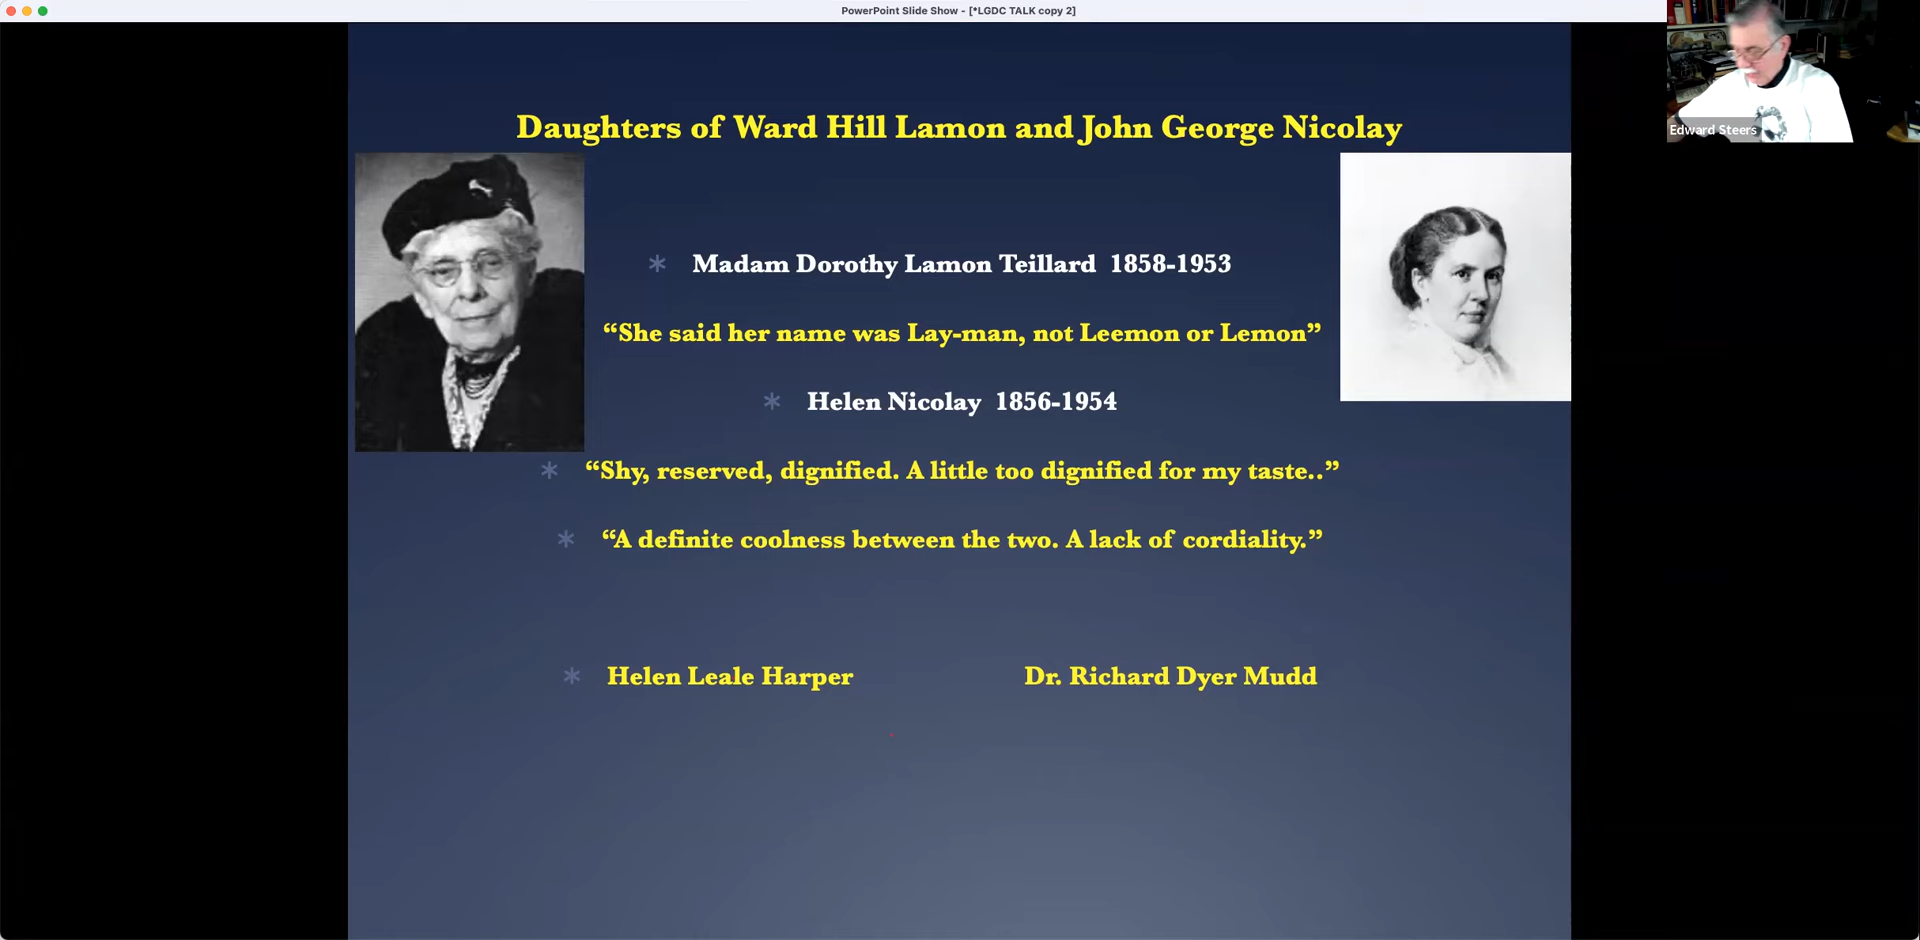 PowerPoint Slide Show - [*LGDC TALK copy 2]
Edward Steers
Daughters of Ward Hill Lamon and John George Nicolay
* Madam Dorothy Lamon Teillard 1858-1953
“She said her name was Lay-man, not Leemon or Lemon”
* Helen Nicolay 1856-1954
* “Shy, reserved, dignified. A little too dignified for my taste..”
* “A definite coolness between the two. A lack of cordiality.”
* Helen Leale Harper Dr. Richard Dyer Mudd